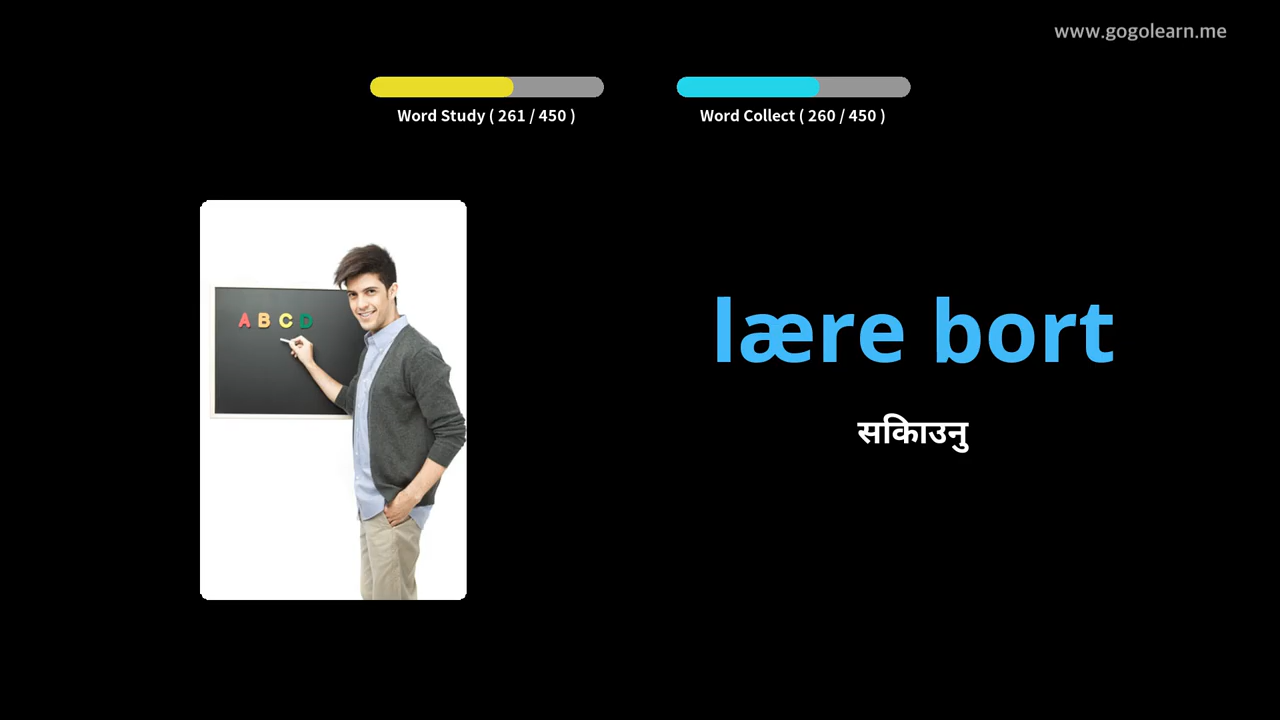 www.gogolearn.me
Word Study ( 261 / 450 )
Word Collect ( 260 / 450 )
A B C D
lære bort
सकिाउनु